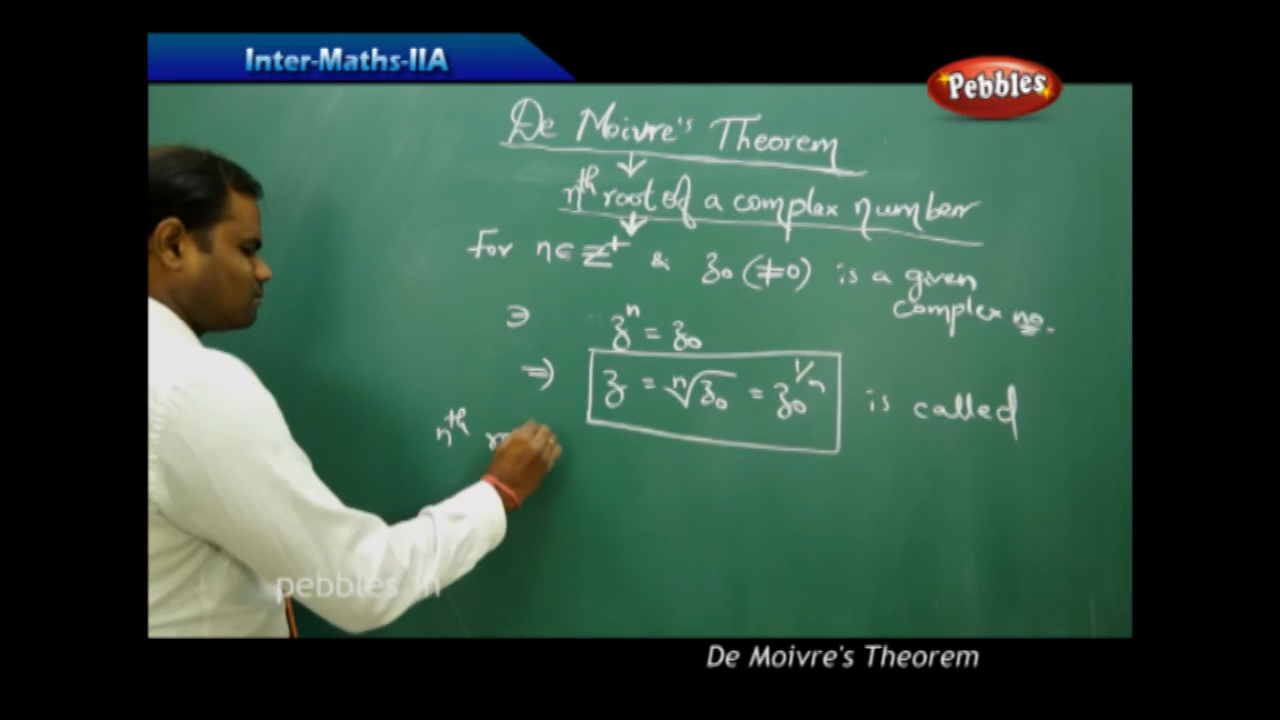 Inter-Maths-IIA
Pebbles
De Moivre's Theorem
nth root of a complex number
For n∈ℤ⁺ & z₀ (≠0) is a given
complex no.
∋ zⁿ = z₀
⇒ z = ⁿ√z₀ = z₀^1/n is called
nth
pebbles.in
De Moivre's Theorem